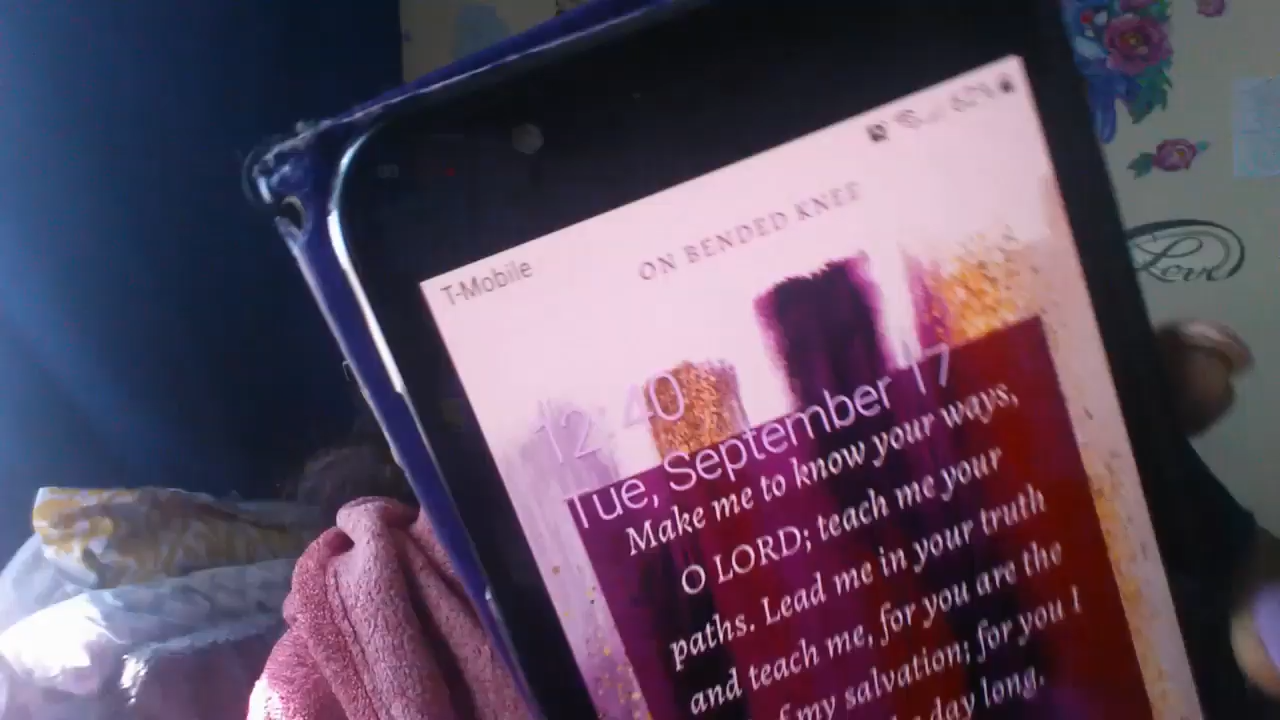 T-Mobile
62%
ON BENDED KNEE
12:40
Tue, September 17
Make me to know your ways,
O LORD; teach me your
paths. Lead me in your truth
and teach me, for you are the
of my salvation; for you I
day long.
Love